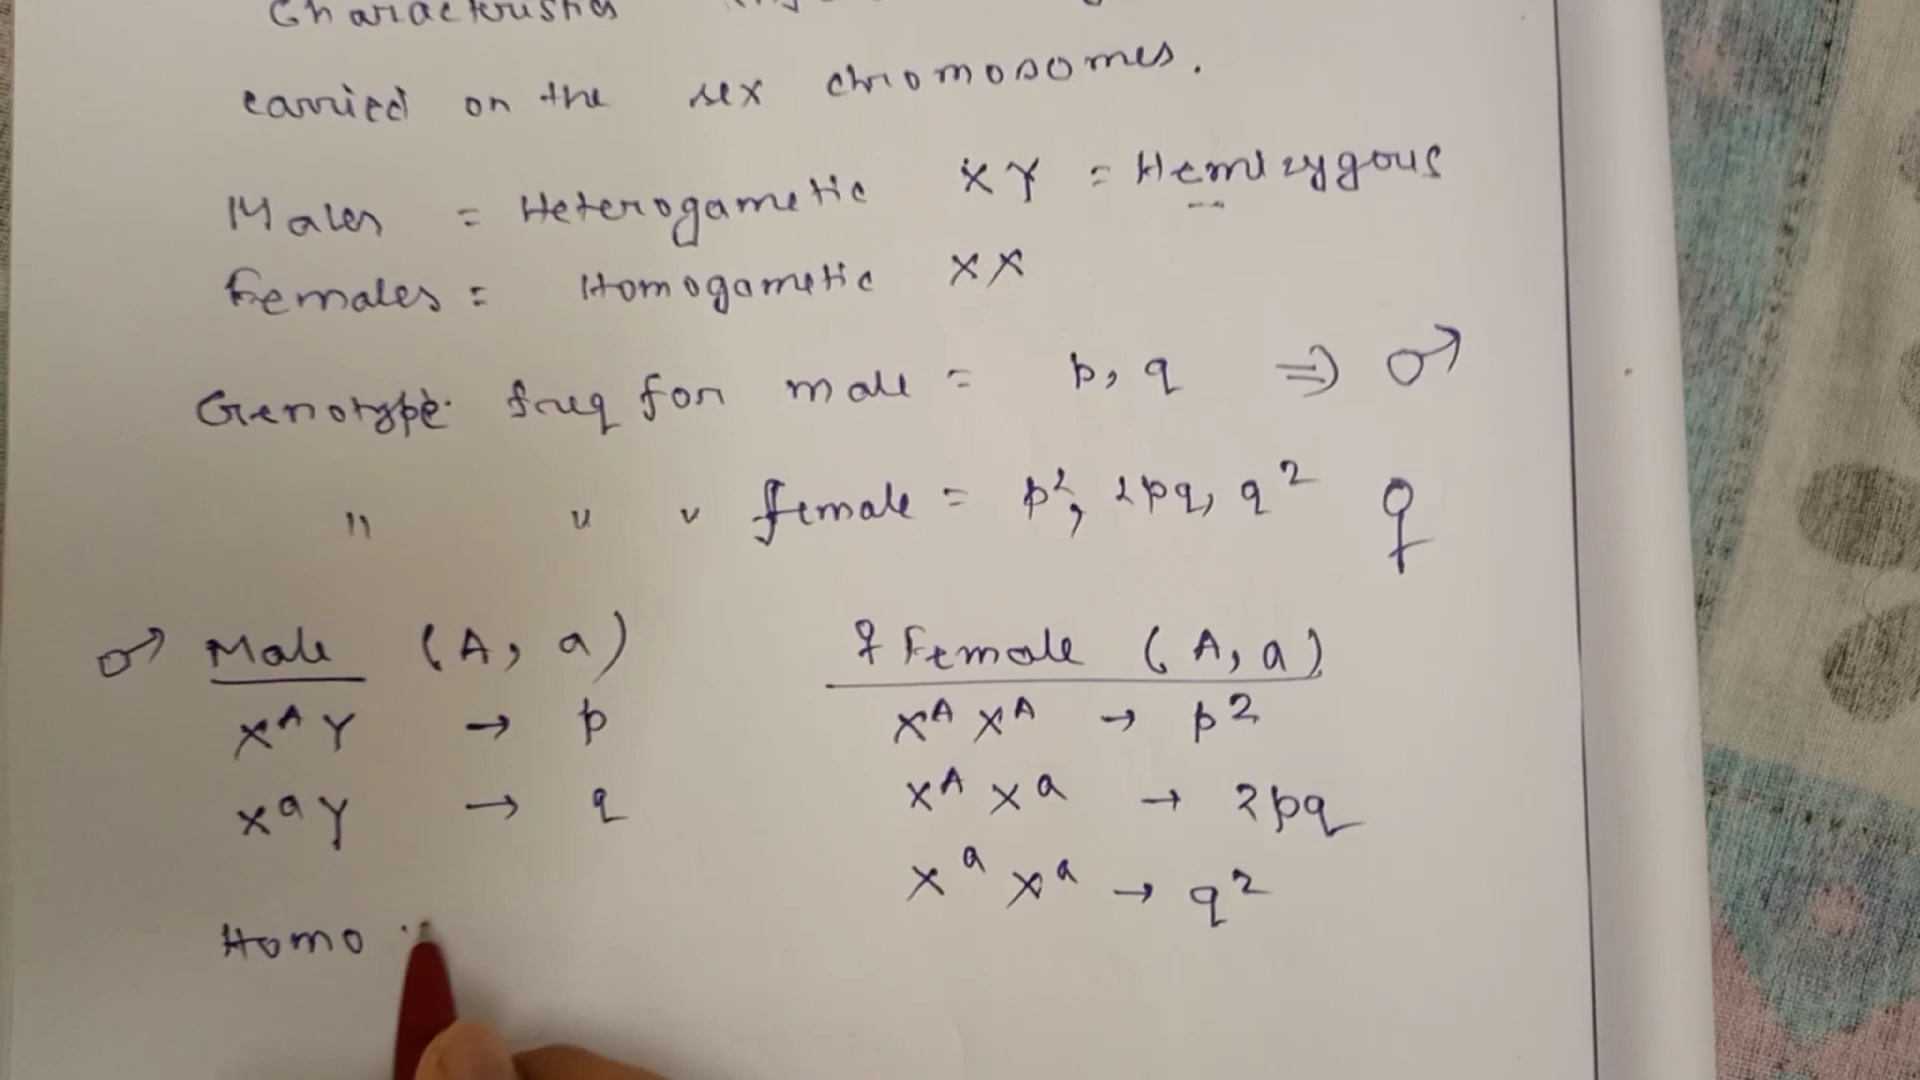 Characteristics
carried on the sex chromosomes.
Males = Heterogametic XY = Hemizygous
Females = Homogametic XX
Genotype freq for male = p, q ⇒ ♂
" " " female = p², 2pq, q² ♀
♂ Male (A, a)
X^A Y → p
X^a Y → q
♀ Female (A, a)
X^A X^A → p²
X^A X^a → 2pq
X^a X^a → q²
Homo